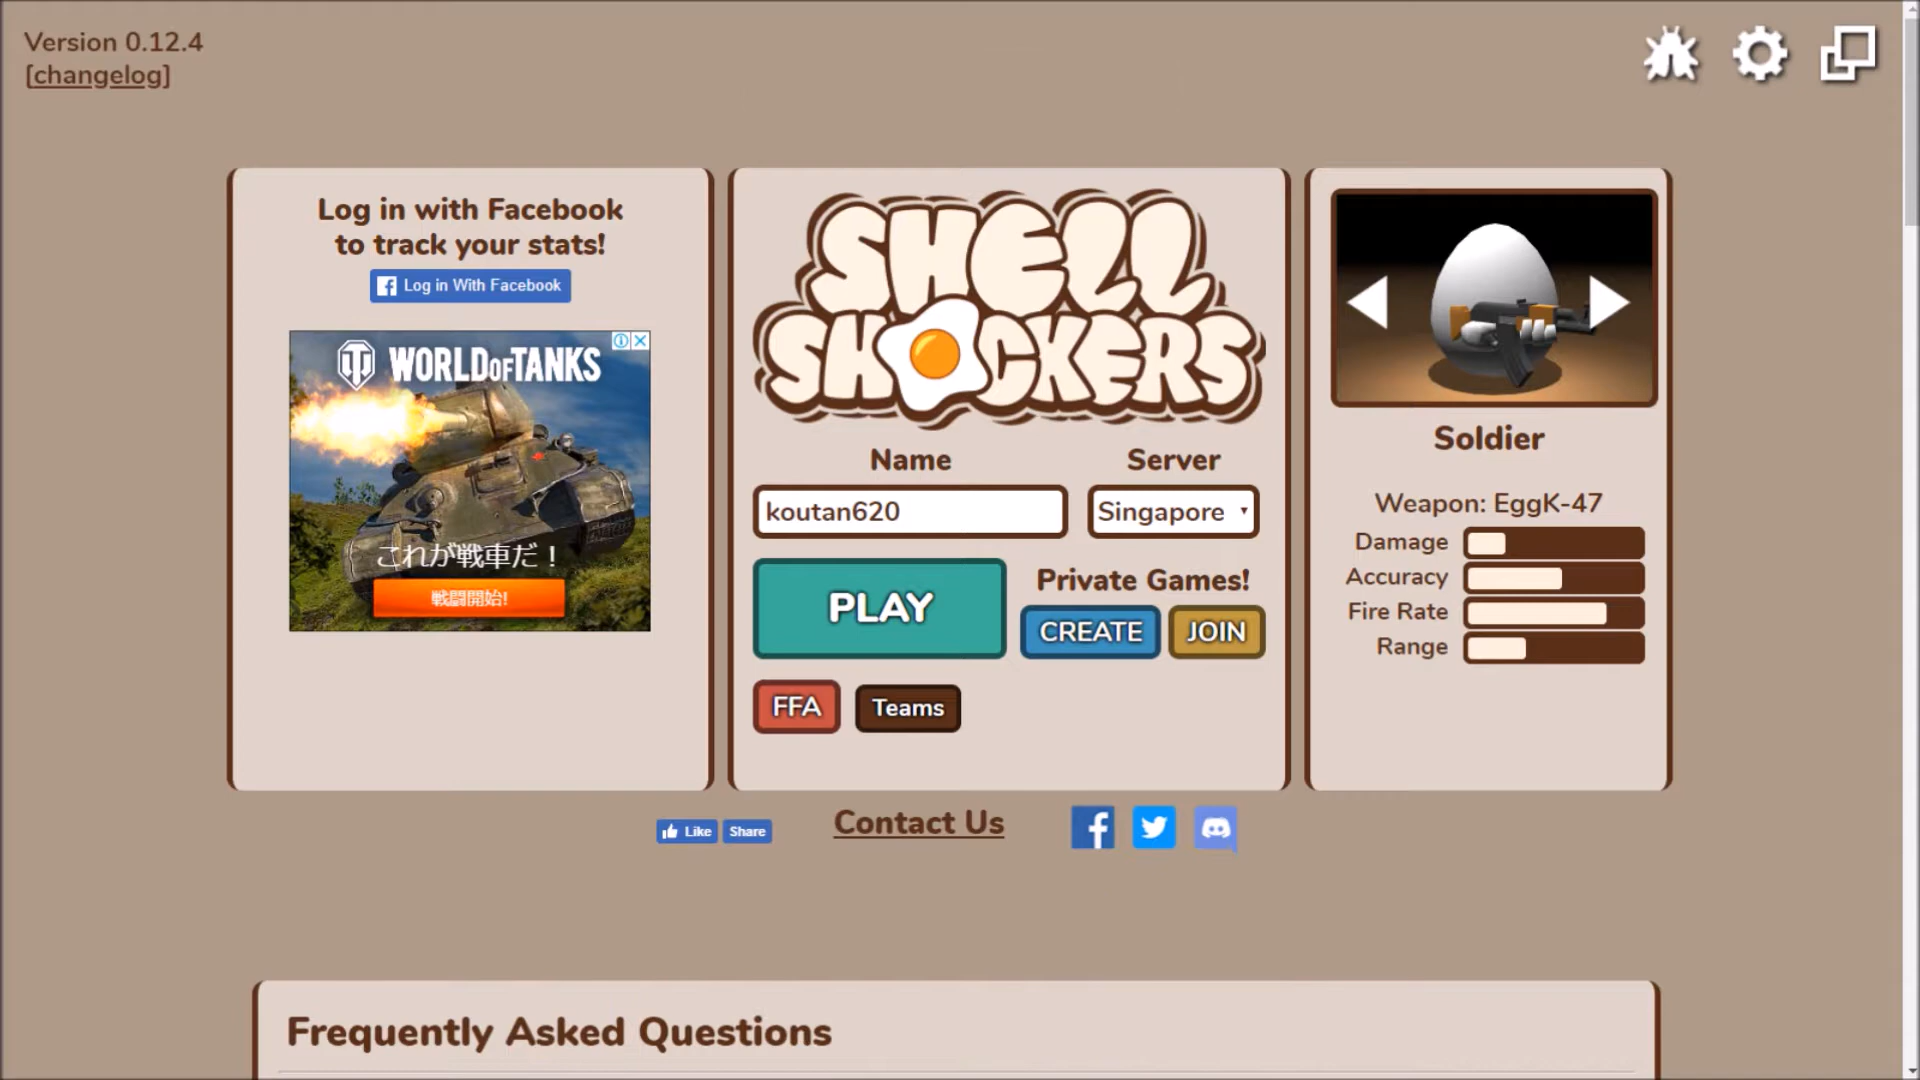 Version 0.12.4
[changelog]
Log in with Facebook
to track your stats!
Log in With Facebook
WORLD OF TANKS
これが戦車だ！
戦闘開始!
SHELL
SHOCKERS
Name
Server
koutan620
Singapore
PLAY
Private Games!
CREATE
JOIN
FFA
Teams
Soldier
Weapon: EggK-47
Damage
Accuracy
Fire Rate
Range
Like
Share
Contact Us
Frequently Asked Questions